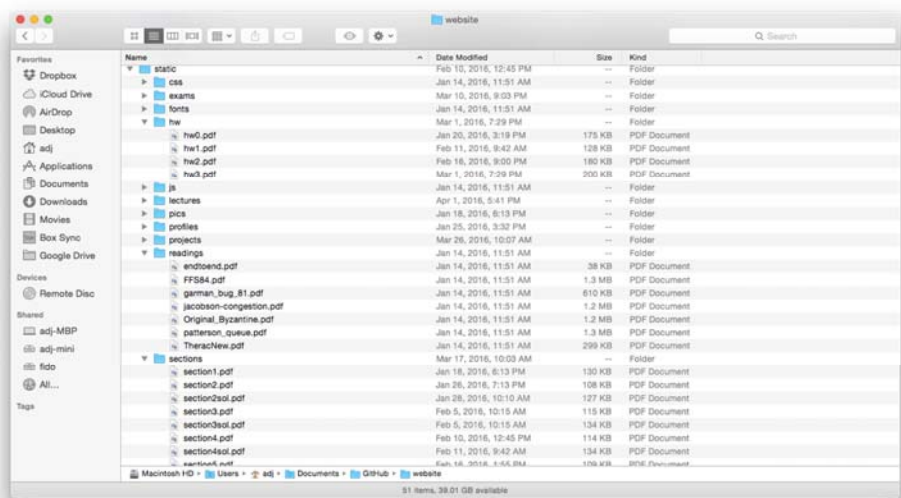 website
Search
Favorites
Dropbox
iCloud Drive
AirDrop
Desktop
adj
Applications
Documents
Downloads
Movies
Box Sync
Google Drive
Devices
Remote Disc
Shared
adj-MBP
adj-mini
fido
All...
Tags
Name Date Modified Size Kind
static Feb 10, 2016, 12:45 PM -- Folder
css Jan 14, 2016, 11:51 AM -- Folder
exams Mar 10, 2016, 9:03 PM -- Folder
fonts Jan 14, 2016, 11:51 AM -- Folder
hw Mar 1, 2016, 7:29 PM -- Folder
hw0.pdf Jan 20, 2016, 3:19 PM 175 KB PDF Document
hw1.pdf Feb 11, 2016, 9:42 AM 128 KB PDF Document
hw2.pdf Feb 16, 2016, 9:00 PM 180 KB PDF Document
hw3.pdf Mar 1, 2016, 7:29 PM 200 KB PDF Document
js Jan 14, 2016, 11:51 AM -- Folder
lectures Apr 1, 2016, 5:41 PM -- Folder
pics Jan 18, 2016, 6:13 PM -- Folder
profiles Jan 25, 2016, 3:32 PM -- Folder
projects Mar 26, 2016, 10:07 AM -- Folder
readings Jan 14, 2016, 11:51 AM -- Folder
endtoend.pdf Jan 14, 2016, 11:51 AM 38 KB PDF Document
FFS84.pdf Jan 14, 2016, 11:51 AM 1.3 MB PDF Document
garman_bug_81.pdf Jan 14, 2016, 11:51 AM 610 KB PDF Document
jacobson-congestion.pdf Jan 14, 2016, 11:51 AM 1.2 MB PDF Document
Original_Byzantine.pdf Jan 14, 2016, 11:51 AM 1.2 MB PDF Document
patterson_queue.pdf Jan 14, 2016, 11:51 AM 1.3 MB PDF Document
TheracNew.pdf Jan 14, 2016, 11:51 AM 299 KB PDF Document
sections Mar 17, 2016, 10:03 AM -- Folder
section1.pdf Jan 18, 2016, 6:13 PM 130 KB PDF Document
section2.pdf Jan 26, 2016, 7:13 PM 108 KB PDF Document
section2sol.pdf Jan 28, 2016, 10:10 AM 127 KB PDF Document
section3.pdf Feb 5, 2016, 10:15 AM 115 KB PDF Document
section3sol.pdf Feb 5, 2016, 10:15 AM 134 KB PDF Document
section4.pdf Feb 10, 2016, 12:45 PM 114 KB PDF Document
section4sol.pdf Feb 11, 2016, 9:42 AM 134 KB PDF Document
section5.pdf Feb 16, 2016, 1:55 PM 109 KB PDF Document
Macintosh HD Users adj Documents GitHub website
51 items, 39.01 GB available